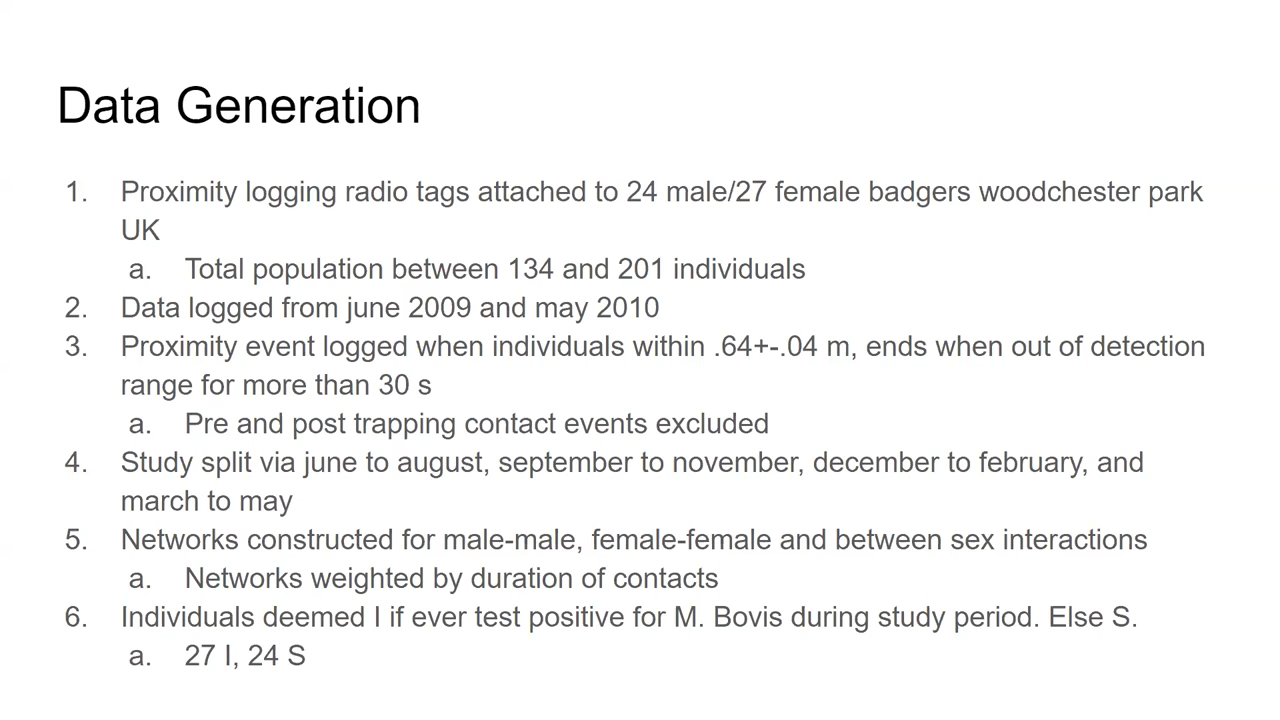 Data Generation
1. Proximity logging radio tags attached to 24 male/27 female badgers woodchester park
UK
a. Total population between 134 and 201 individuals
2. Data logged from june 2009 and may 2010
3. Proximity event logged when individuals within .64+-.04 m, ends when out of detection
range for more than 30 s
a. Pre and post trapping contact events excluded
4. Study split via june to august, september to november, december to february, and
march to may
5. Networks constructed for male-male, female-female and between sex interactions
a. Networks weighted by duration of contacts
6. Individuals deemed I if ever test positive for M. Bovis during study period. Else S.
a. 27 I, 24 S